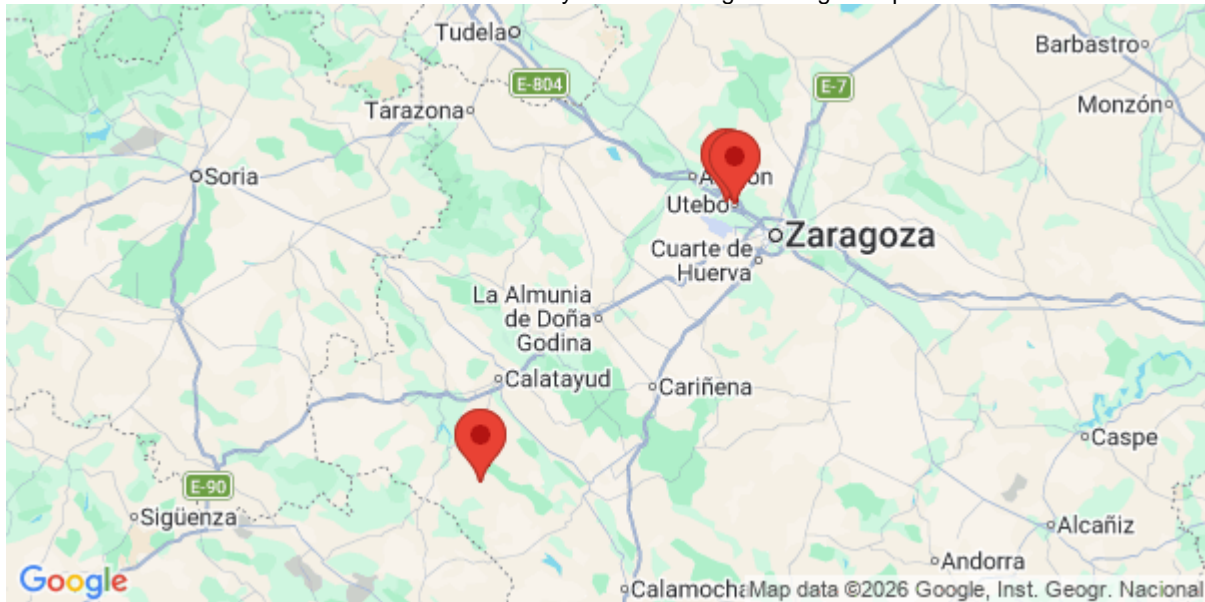 Tudela
Barbastro
E-804
E-7
Tarazona
Monzón
Soria
Utebo
Zaragoza
Cuarte de
Huerva
La Almunia
de Doña
Godina
Calatayud
Cariñena
Caspe
E-90
Sigüenza
Alcañiz
Andorra
Google
Map data ©2026 Google, Inst. Geogr. Nacional